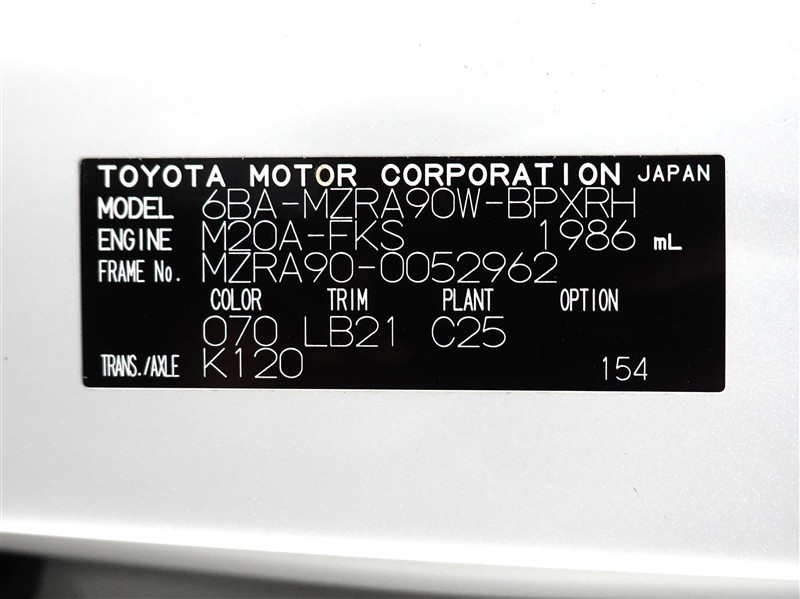 TOYOTA MOTOR CORPORATION JAPAN
MODEL 6BA-MZRA90W-BPXRH
ENGINE M20A-FKS 1986 mL
FRAME No. MZRA90-0052962
COLOR TRIM PLANT OPTION
070 LB21 C25
TRANS./AXLE K120 154